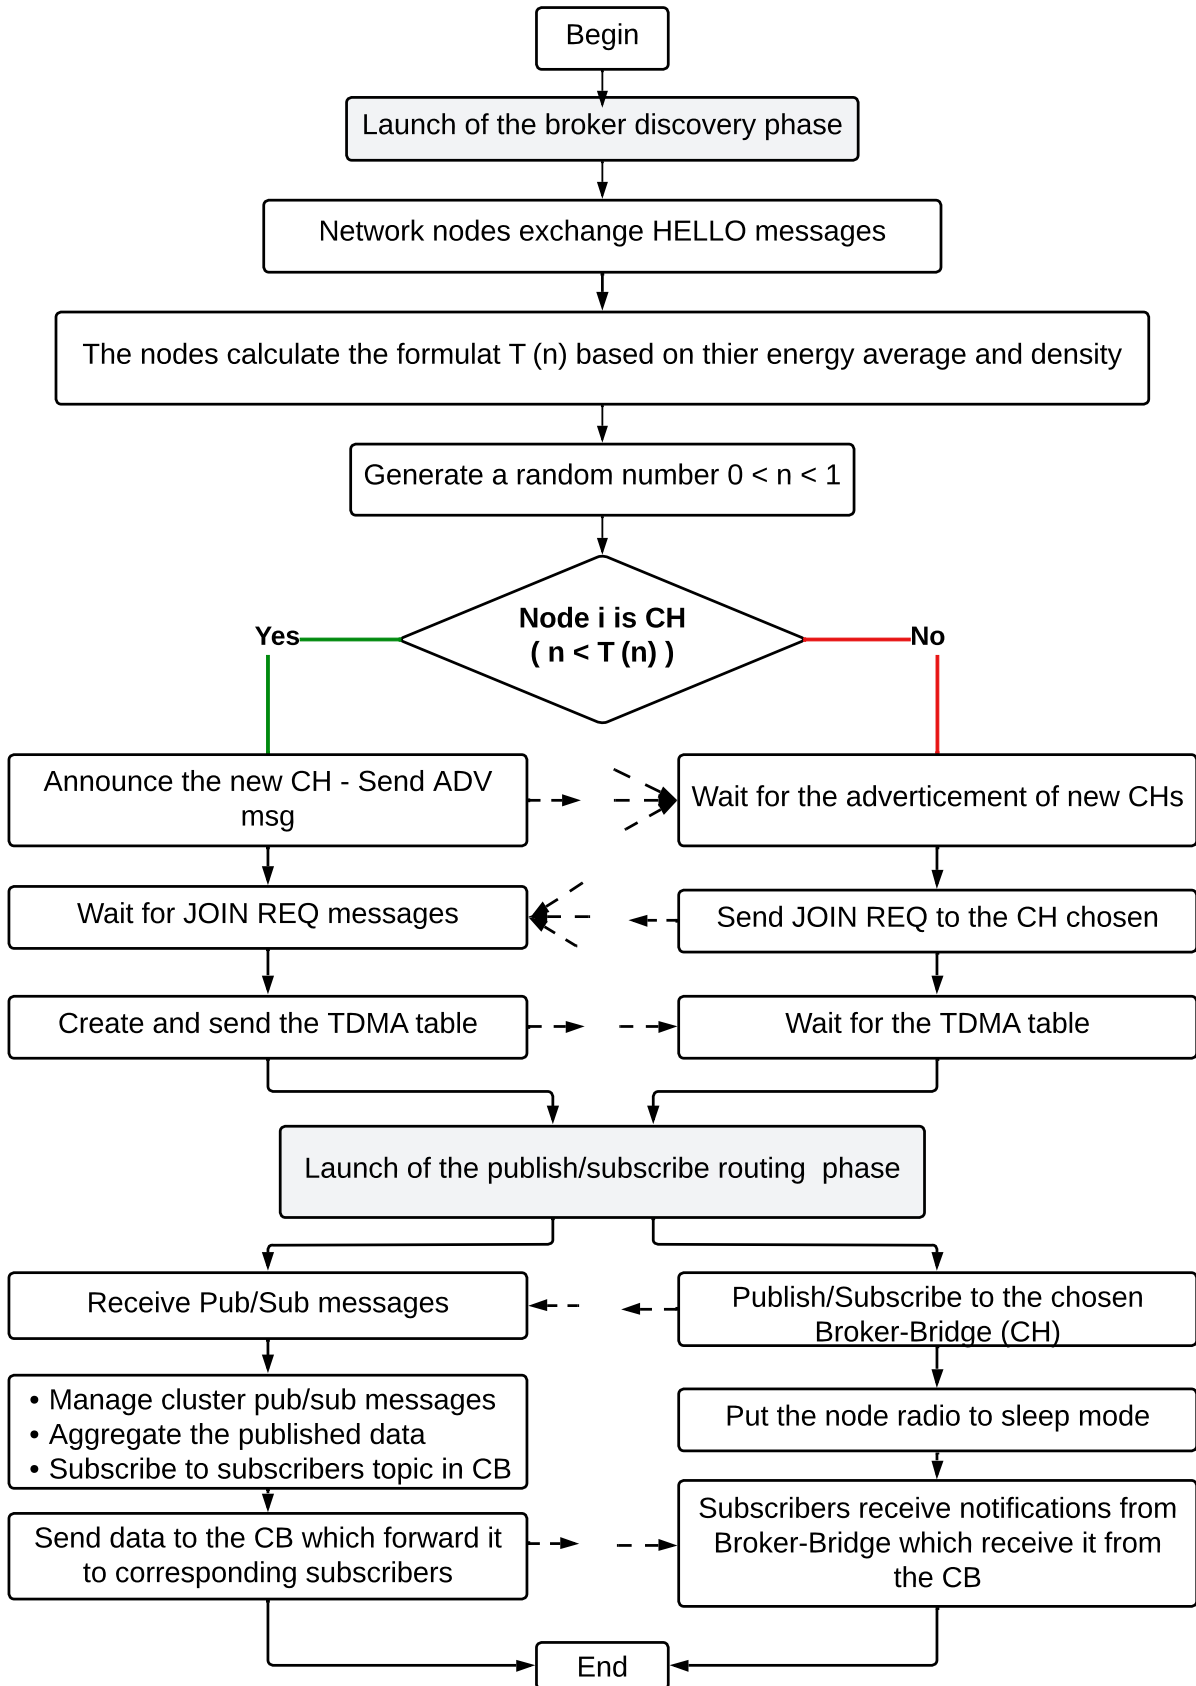 Begin
Launch of the broker discovery phase
Network nodes exchange HELLO messages
The nodes calculate the formulat T (n) based on thier energy average and density
Generate a random number 0 < n < 1
Node i is CH
( n < T (n) )
Yes
No
Announce the new CH - Send ADV
msg
Wait for the adverticement of new CHs
Wait for JOIN REQ messages
Send JOIN REQ to the CH chosen
Create and send the TDMA table
Wait for the TDMA table
Launch of the publish/subscribe routing  phase
Receive Pub/Sub messages
Publish/Subscribe to the chosen
Broker-Bridge (CH)
• Manage cluster pub/sub messages
• Aggregate the published data
• Subscribe to subscribers topic in CB
Put the node radio to sleep mode
Send data to the CB which forward it
to corresponding subscribers
Subscribers receive notifications from
Broker-Bridge which receive it from
the CB
End